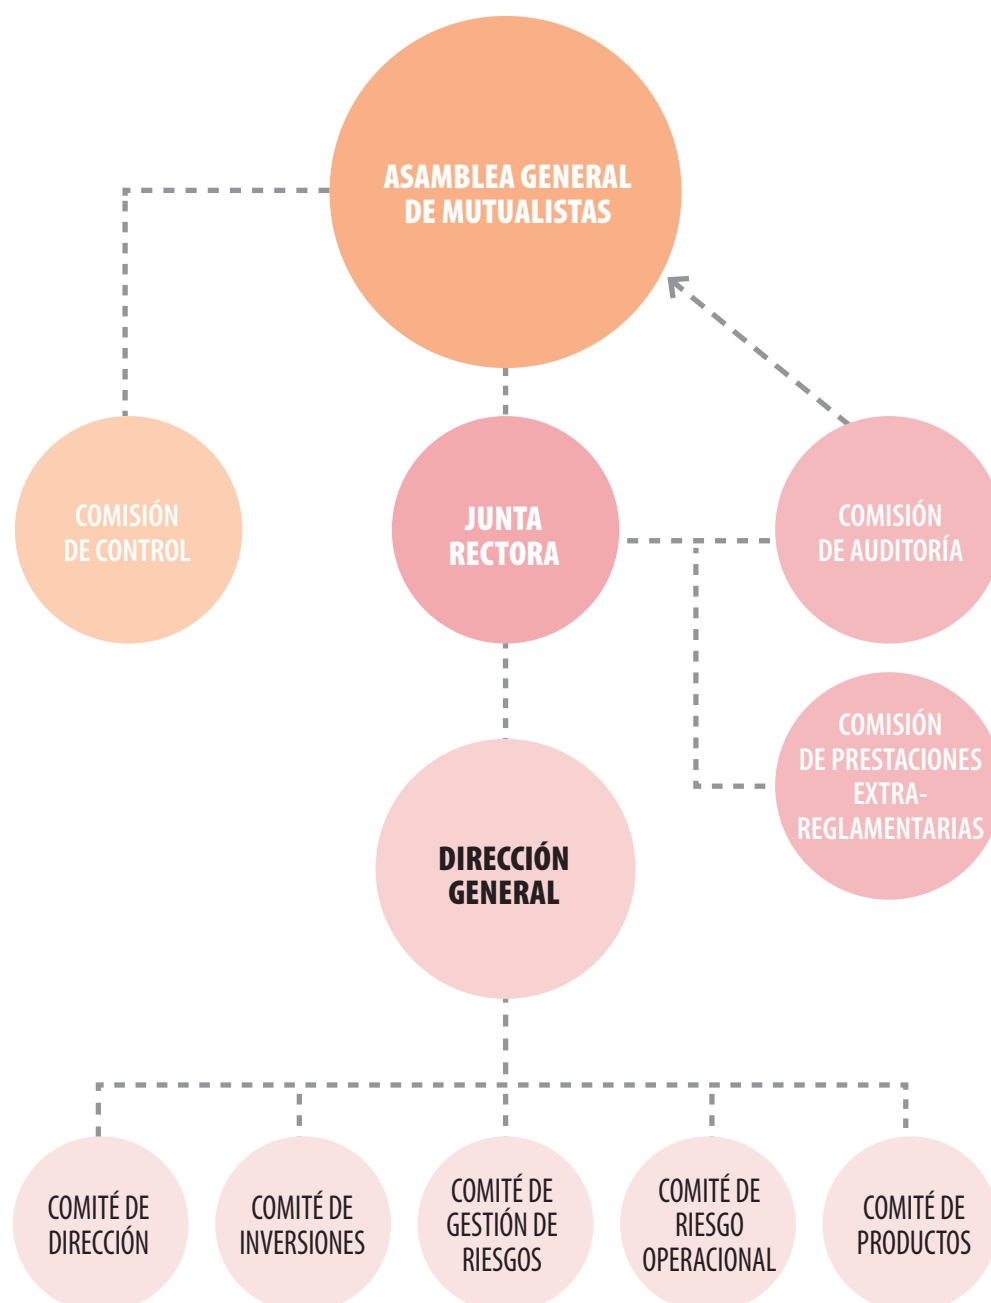 ASAMBLEA GENERAL
DE MUTUALISTAS
COMISIÓN
DE CONTROL
JUNTA
RECTORA
COMISIÓN
DE AUDITORÍA
COMISIÓN
DE PRESTACIONES
EXTRA-
REGLAMENTARIAS
DIRECCIÓN
GENERAL
COMITÉ DE
DIRECCIÓN
COMITÉ DE
INVERSIONES
COMITÉ DE
GESTIÓN DE
RIESGOS
COMITÉ DE
RIESGO
OPERACIONAL
COMITÉ DE
PRODUCTOS